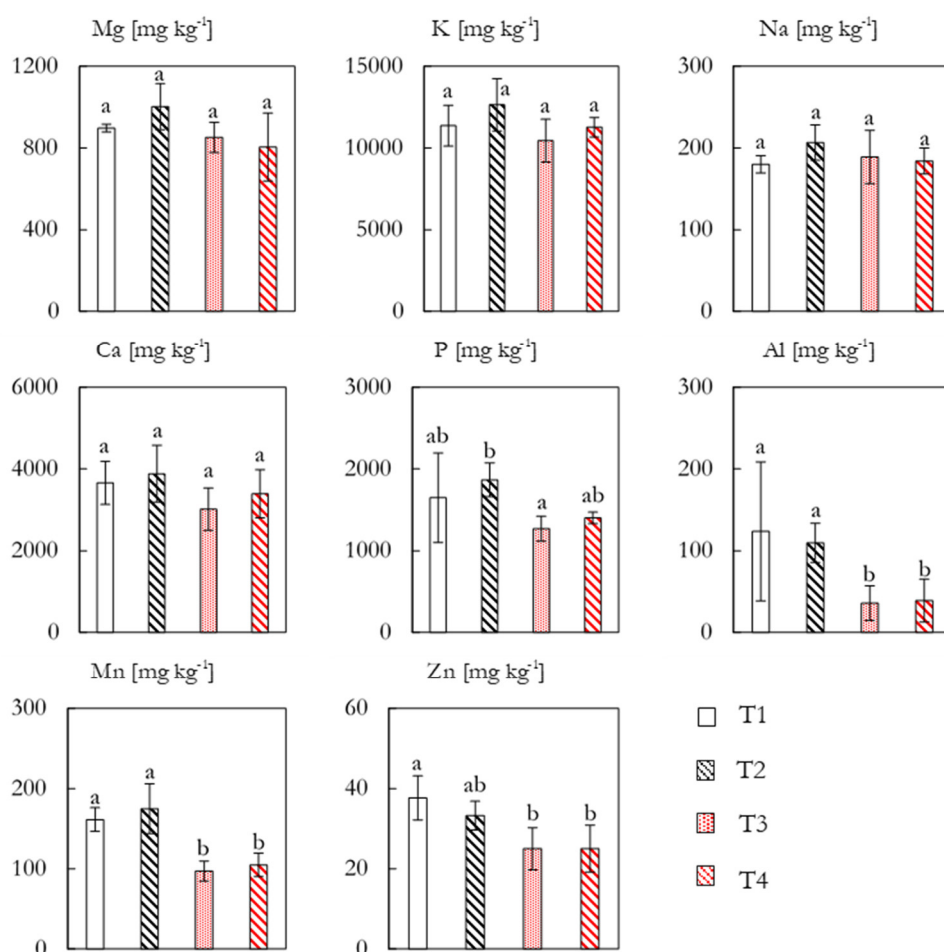 Mg [mg kg⁻¹]
1200
800
400
0
a
a
a
a
K [mg kg⁻¹]
15000
10000
5000
0
a
a
a
a
Na [mg kg⁻¹]
300
200
100
0
a
a
a
a
Ca [mg kg⁻¹]
6000
4000
2000
0
a
a
a
a
P [mg kg⁻¹]
3000
2000
1000
0
ab
b
a
ab
Al [mg kg⁻¹]
300
200
100
0
a
a
b
b
Mn [mg kg⁻¹]
300
200
100
0
a
a
b
b
Zn [mg kg⁻¹]
60
40
20
0
a
ab
b
b
T1
T2
T3
T4